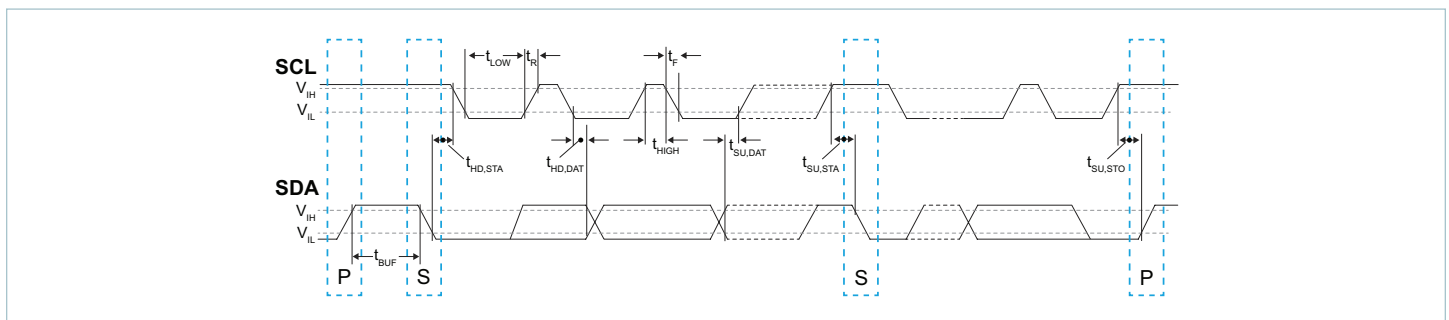 t_LOW t_R t_F
SCL
V_IH
V_IL
t_HD,STA t_HD,DAT t_HIGH t_SU,DAT t_SU,STA t_SU,STO
SDA
V_IH
V_IL
t_BUF
P S S P